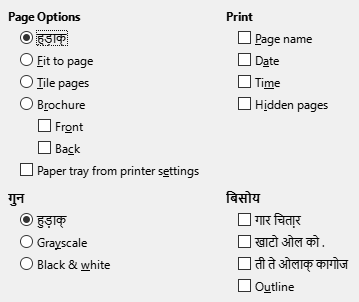 Page Options
हुड़ाक्
Fit to page
Tile pages
Brochure
Front
Back
Paper tray from printer settings
Print
Page name
Date
Time
Hidden pages
गुन
हुड़ाक्
Grayscale
Black & white
बिसोय
गार चिता़र
खाटो ओल को .
ती ते ओलाक् कागोज
Outline